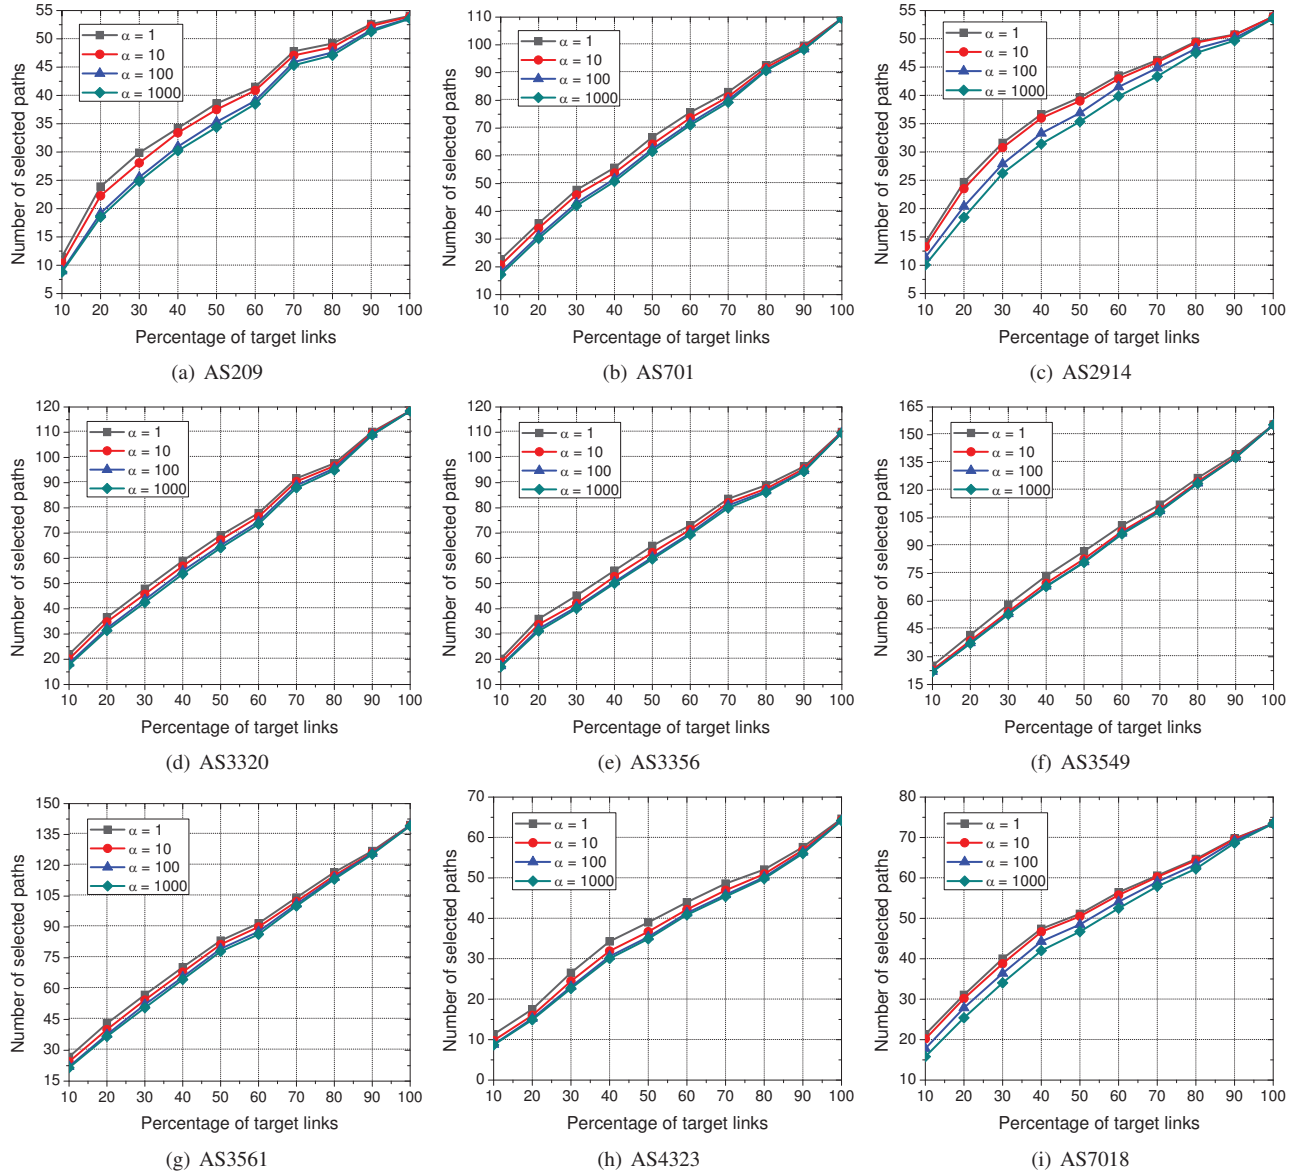 Number of selected paths
55
50
45
40
35
30
25
20
15
10
5
α = 1
α = 10
α = 100
α = 1000
10 20 30 40 50 60 70 80 90 100
Percentage of target links
(a) AS209
Number of selected paths
110
100
90
80
70
60
50
40
30
20
10
α = 1
α = 10
α = 100
α = 1000
10 20 30 40 50 60 70 80 90 100
Percentage of target links
(b) AS701
Number of selected paths
55
50
45
40
35
30
25
20
15
10
5
α = 1
α = 10
α = 100
α = 1000
10 20 30 40 50 60 70 80 90 100
Percentage of target links
(c) AS2914
Number of selected paths
120
110
100
90
80
70
60
50
40
30
20
10
α = 1
α = 10
α = 100
α = 1000
10 20 30 40 50 60 70 80 90 100
Percentage of target links
(d) AS3320
Number of selected paths
120
110
100
90
80
70
60
50
40
30
20
10
α = 1
α = 10
α = 100
α = 1000
10 20 30 40 50 60 70 80 90 100
Percentage of target links
(e) AS3356
Number of selected paths
165
150
135
120
105
90
75
60
45
30
15
α = 1
α = 10
α = 100
α = 1000
10 20 30 40 50 60 70 80 90 100
Percentage of target links
(f) AS3549
Number of selected paths
150
135
120
105
90
75
60
45
30
15
α = 1
α = 10
α = 100
α = 1000
10 20 30 40 50 60 70 80 90 100
Percentage of target links
(g) AS3561
Number of selected paths
70
60
50
40
30
20
10
0
α = 1
α = 10
α = 100
α = 1000
10 20 30 40 50 60 70 80 90 100
Percentage of target links
(h) AS4323
Number of selected paths
80
70
60
50
40
30
20
10
α = 1
α = 10
α = 100
α = 1000
10 20 30 40 50 60 70 80 90 100
Percentage of target links
(i) AS7018